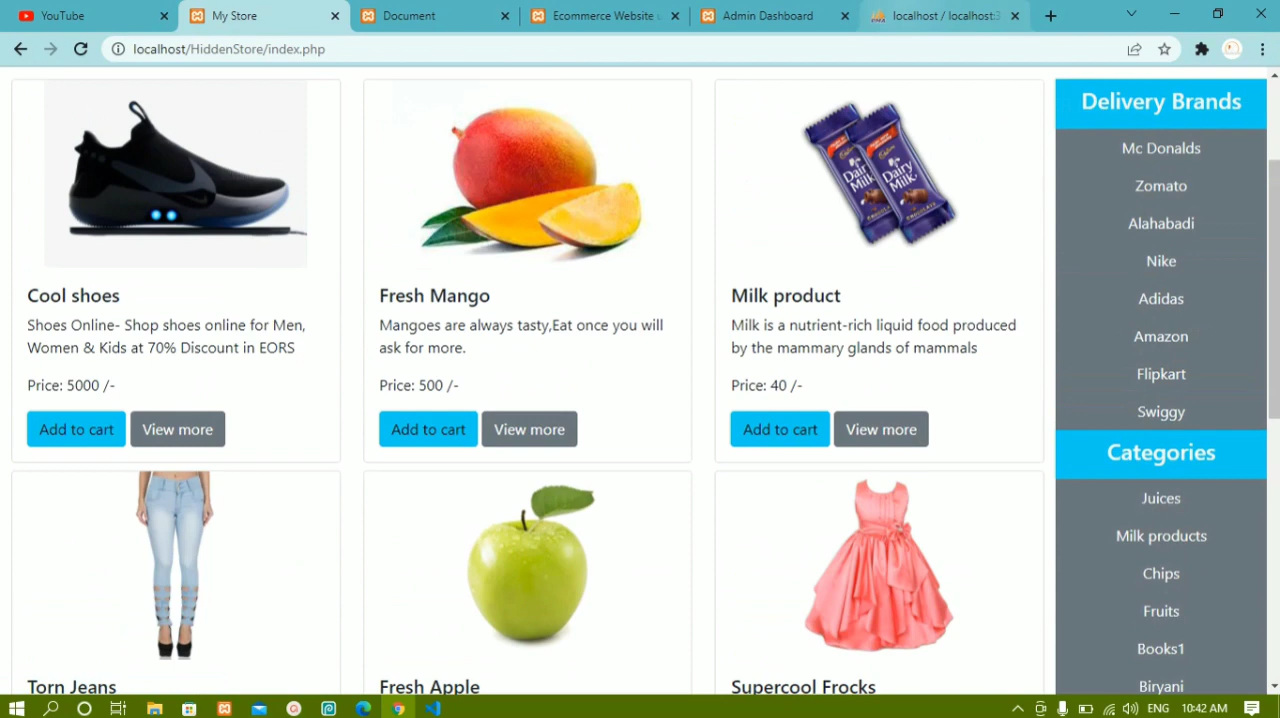 YouTube
My Store
Document
Ecommerce Website u
Admin Dashboard
localhost / localhost:3
localhost/HiddenStore/index.php
Cool shoes
Shoes Online- Shop shoes online for Men,
Women & Kids at 70% Discount in EORS
Price: 5000 /-
Add to cart
View more
Fresh Mango
Mangoes are always tasty,Eat once you will
ask for more.
Price: 500 /-
Add to cart
View more
Dairy
Milk
Dairy
Milk
Milk product
Milk is a nutrient-rich liquid food produced
by the mammary glands of mammals
Price: 40 /-
Add to cart
View more
Torn Jeans
Fresh Apple
Supercool Frocks
Delivery Brands
Mc Donalds
Zomato
Alahabadi
Nike
Adidas
Amazon
Flipkart
Swiggy
Categories
Juices
Milk products
Chips
Fruits
Books1
Biryani
ENG
10:42 AM